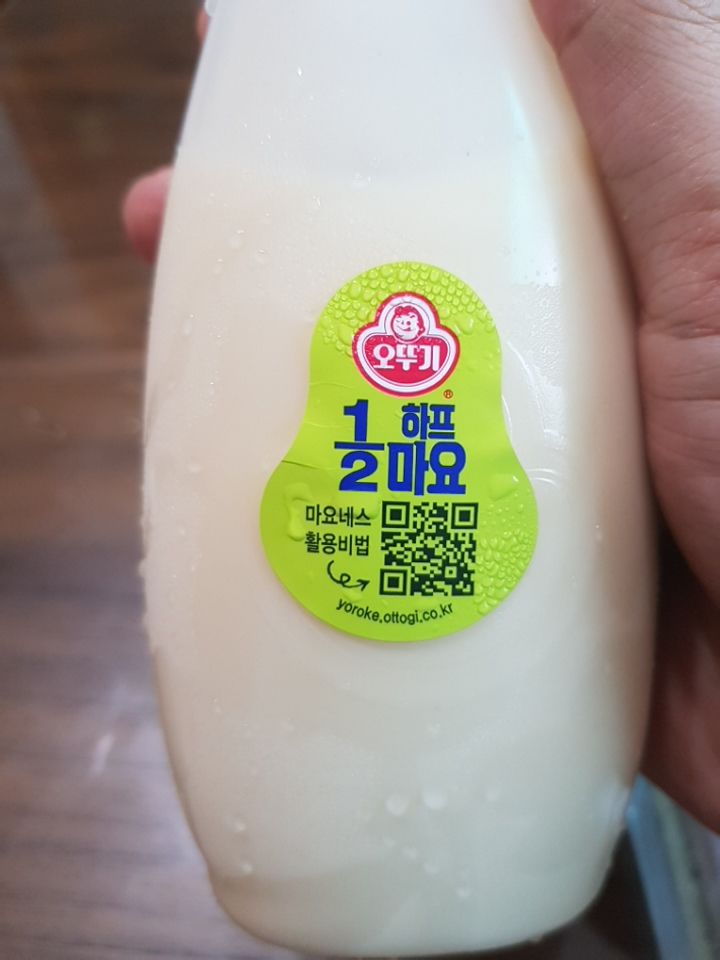 오뚜기
®
1/2 하프
마요
마요네스
활용비법
yoroke.ottogi.co.kr